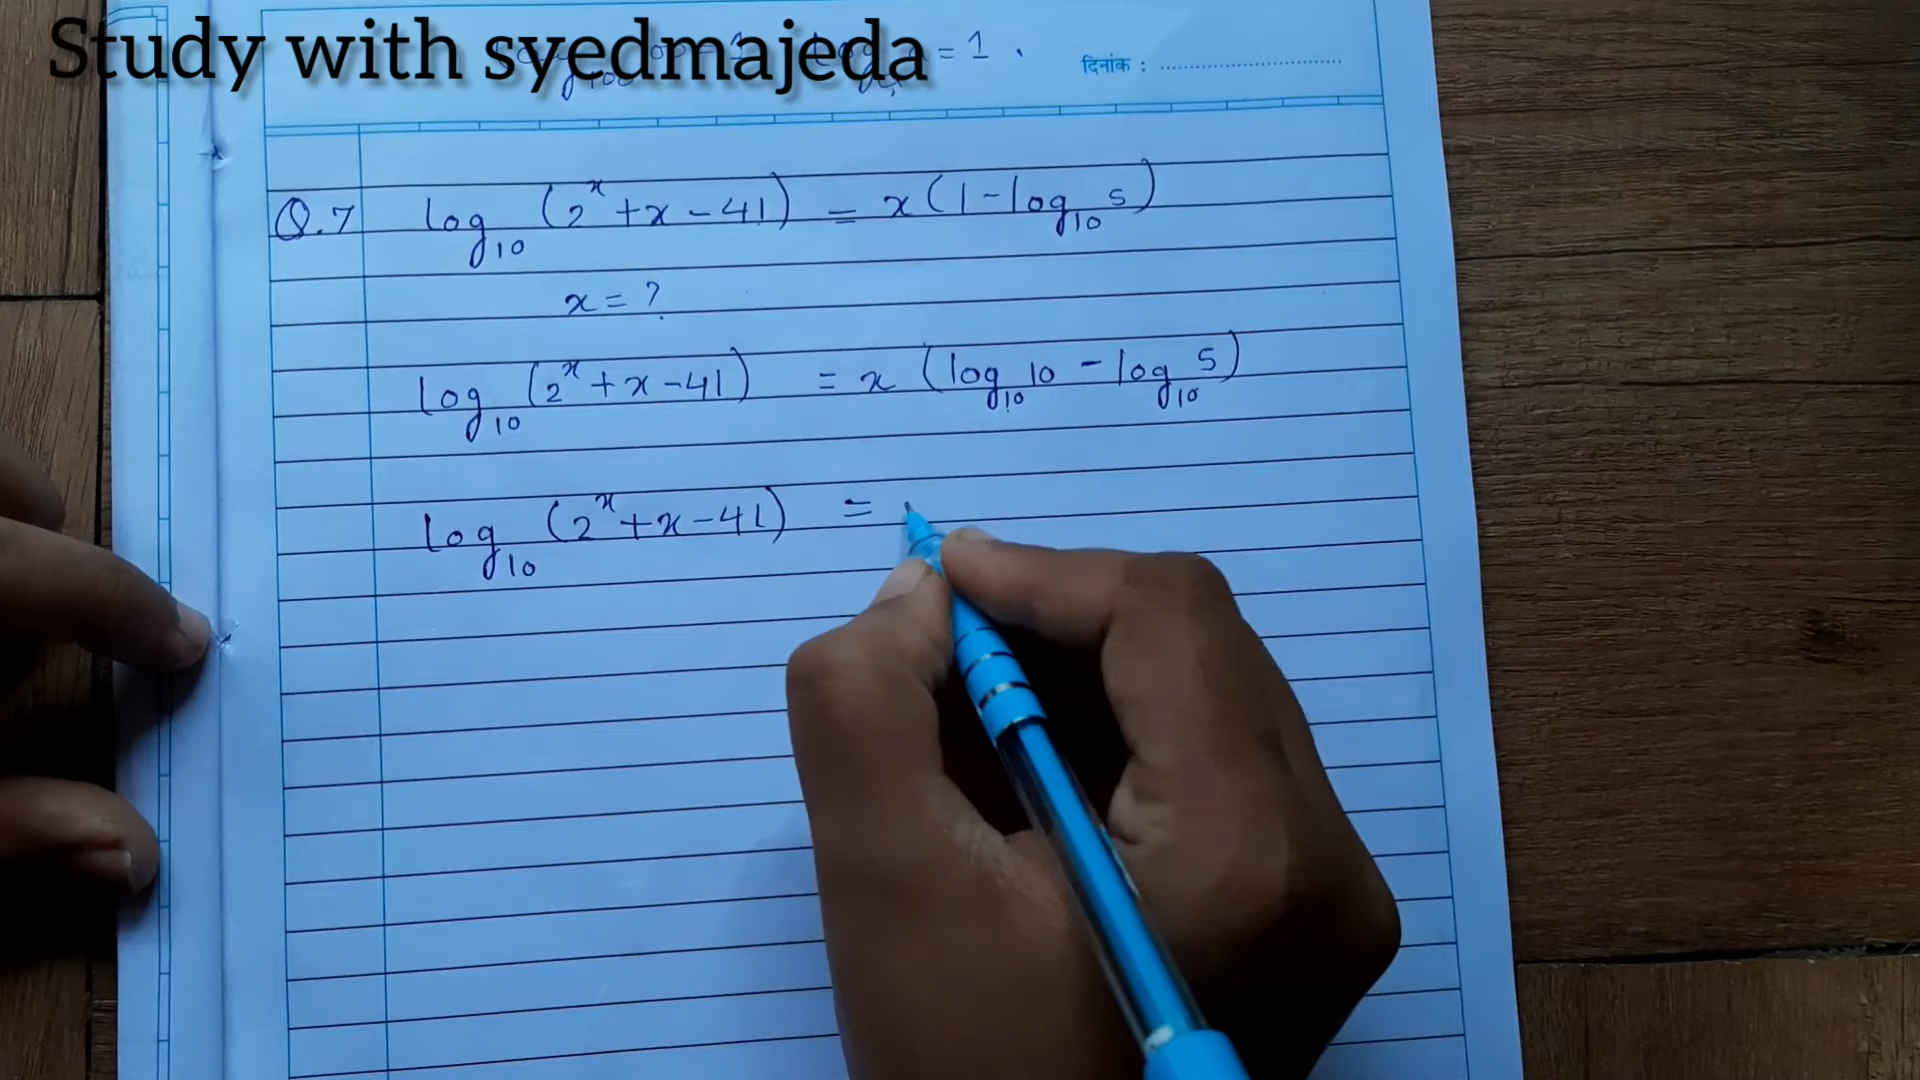 Study with syedmajeda
= 1 .
दिनांक :
Q.7 log₁₀ (2ˣ + x - 41) = x (1 - log₁₀ 5)
x = ?
log₁₀ (2ˣ + x - 41) = x (log₁₀ 10 - log₁₀ 5)
log₁₀ (2ˣ + x - 41) =